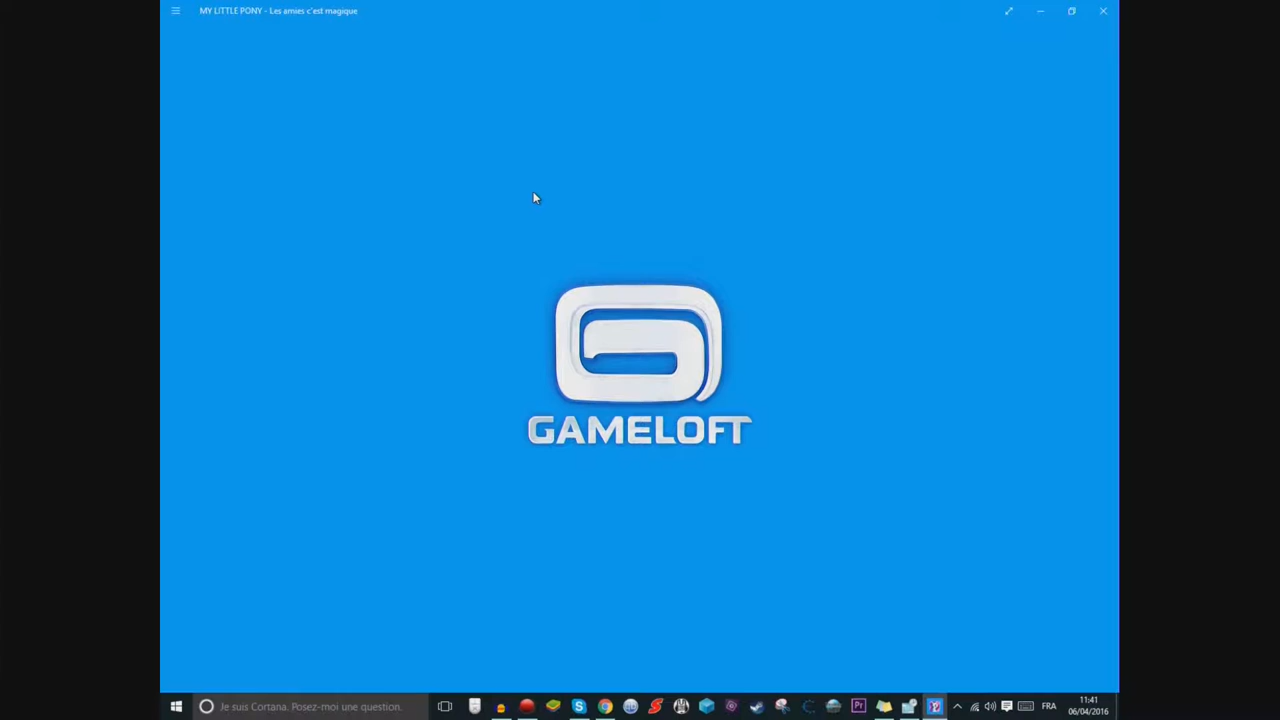 MY LITTLE PONY - Les amies c'est magique
GAMELOFT
Je suis Cortana. Posez-moi une question.
Pr
FRA
11:41
06/04/2016